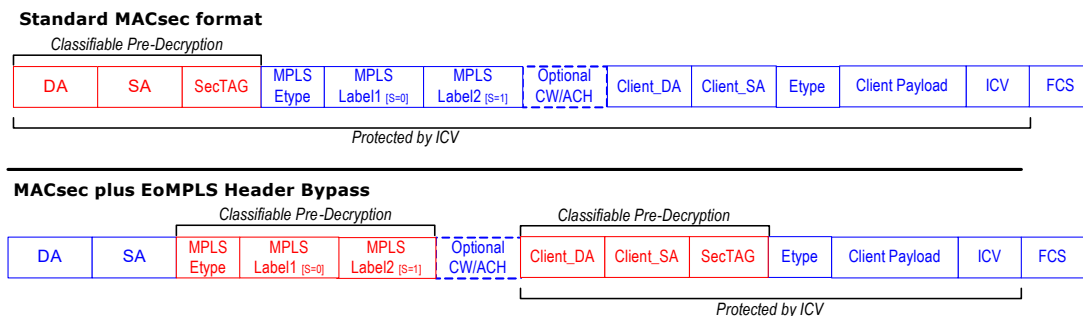 Standard MACsec format
Classifiable Pre-Decryption
DA SA SecTAG MPLS Etype MPLS Label1 [S=0] MPLS Label2 [S=1] Optional CW/ACH Client_DA Client_SA Etype Client Payload ICV FCS
Protected by ICV
MACsec plus EoMPLS Header Bypass
Classifiable Pre-Decryption Classifiable Pre-Decryption
DA SA MPLS Etype MPLS Label1 [S=0] MPLS Label2 [S=1] Optional CW/ACH Client_DA Client_SA SecTAG Etype Client Payload ICV FCS
Protected by ICV